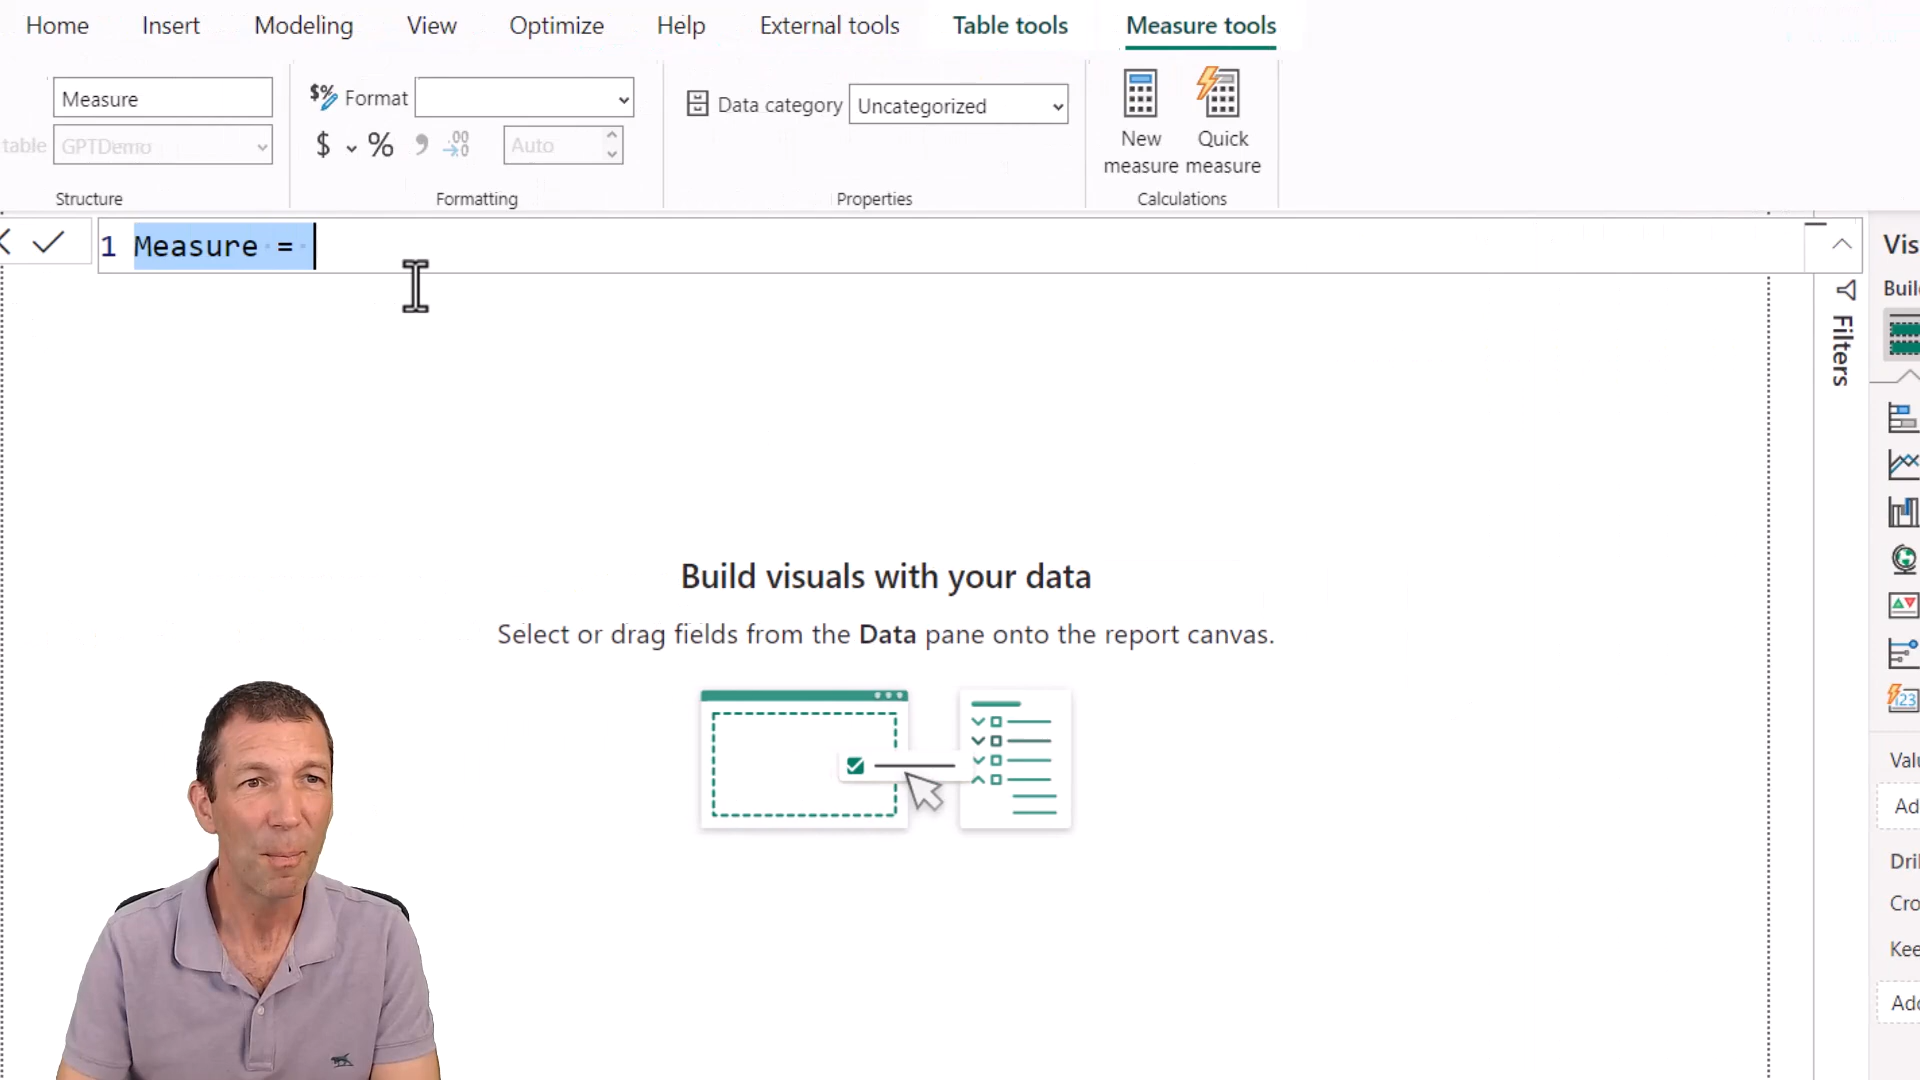 Home Insert Modeling View Optimize Help External tools Table tools Measure tools
Measure
Format
Data category Uncategorized
table GPTDemo
$ % Auto
New measure
Quick measure
Structure Formatting Properties Calculations
1 Measure =
Vis
Buil
Filters
Build visuals with your data
Select or drag fields from the Data pane onto the report canvas.
123
Valu
Ad
Dril
Cro
Kee
Add